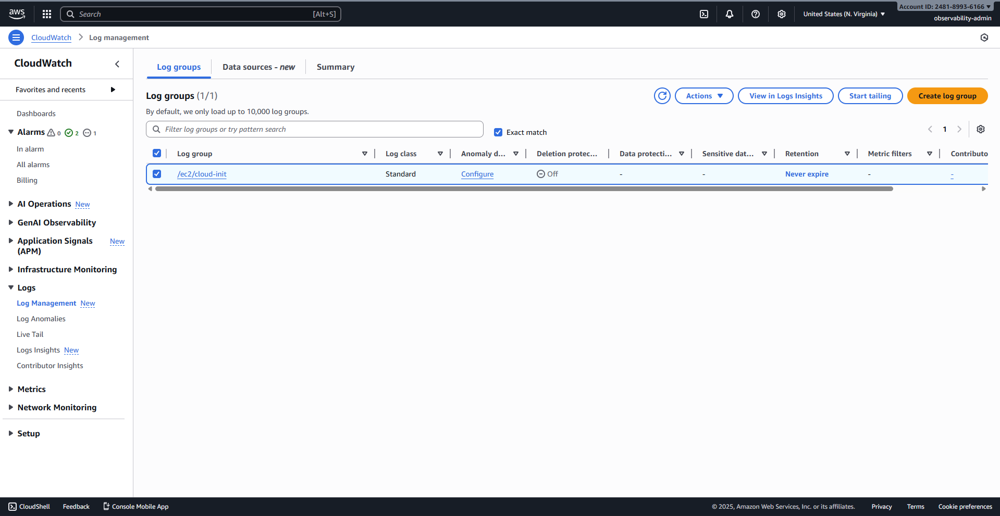 aws
Search
[Alt+S]
United States (N. Virginia)
Account ID: 2481-8993-6166
observability-admin
CloudWatch
Log management
CloudWatch
Favorites and recents
Dashboards
Alarms 0 2 1
In alarm
All alarms
Billing
AI Operations New
GenAI Observability
Application Signals New
(APM)
Infrastructure Monitoring
Logs
Log Management New
Log Anomalies
Live Tail
Logs Insights New
Contributor Insights
Metrics
Network Monitoring
Setup
Log groups
Data sources - new
Summary
Log groups (1/1)
By default, we only load up to 10,000 log groups.
Actions
View in Logs Insights
Start tailing
Create log group
Filter log groups or try pattern search
Exact match
1
Log group Log class Anomaly d... Deletion protec... Data protecti... Sensitive dat... Retention Metric filters Contributo
/ec2/cloud-init Standard Configure Off - - Never expire - -
CloudShell Feedback Console Mobile App
© 2025, Amazon Web Services, Inc. or its affiliates. Privacy Terms Cookie preferences